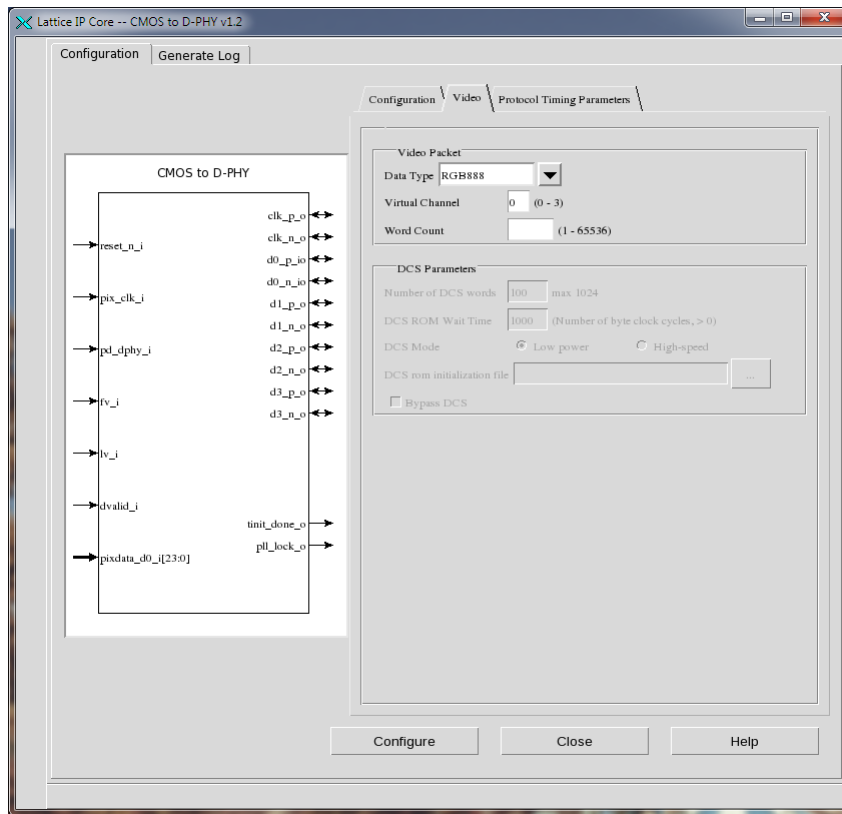 Lattice IP Core -- CMOS to D-PHY v1.2
Configuration Generate Log
Configuration Video Protocol Timing Parameters
CMOS to D-PHY
reset_n_i
pix_clk_i
pd_dphy_i
fv_i
lv_i
dvalid_i
pixdata_d0_i[23:0]
clk_p_o
clk_n_o
d0_p_io
d0_n_io
d1_p_o
d1_n_o
d2_p_o
d2_n_o
d3_p_o
d3_n_o
tinit_done_o
pll_lock_o
Video Packet
Data Type RGB888
Virtual Channel 0 (0 - 3)
Word Count (1 - 65536)
DCS Parameters
Number of DCS words 100 max 1024
DCS ROM Wait Time 1000 (Number of byte clock cycles, > 0)
DCS Mode Low power High-speed
DCS rom initialization file ...
Bypass DCS
Configure Close Help